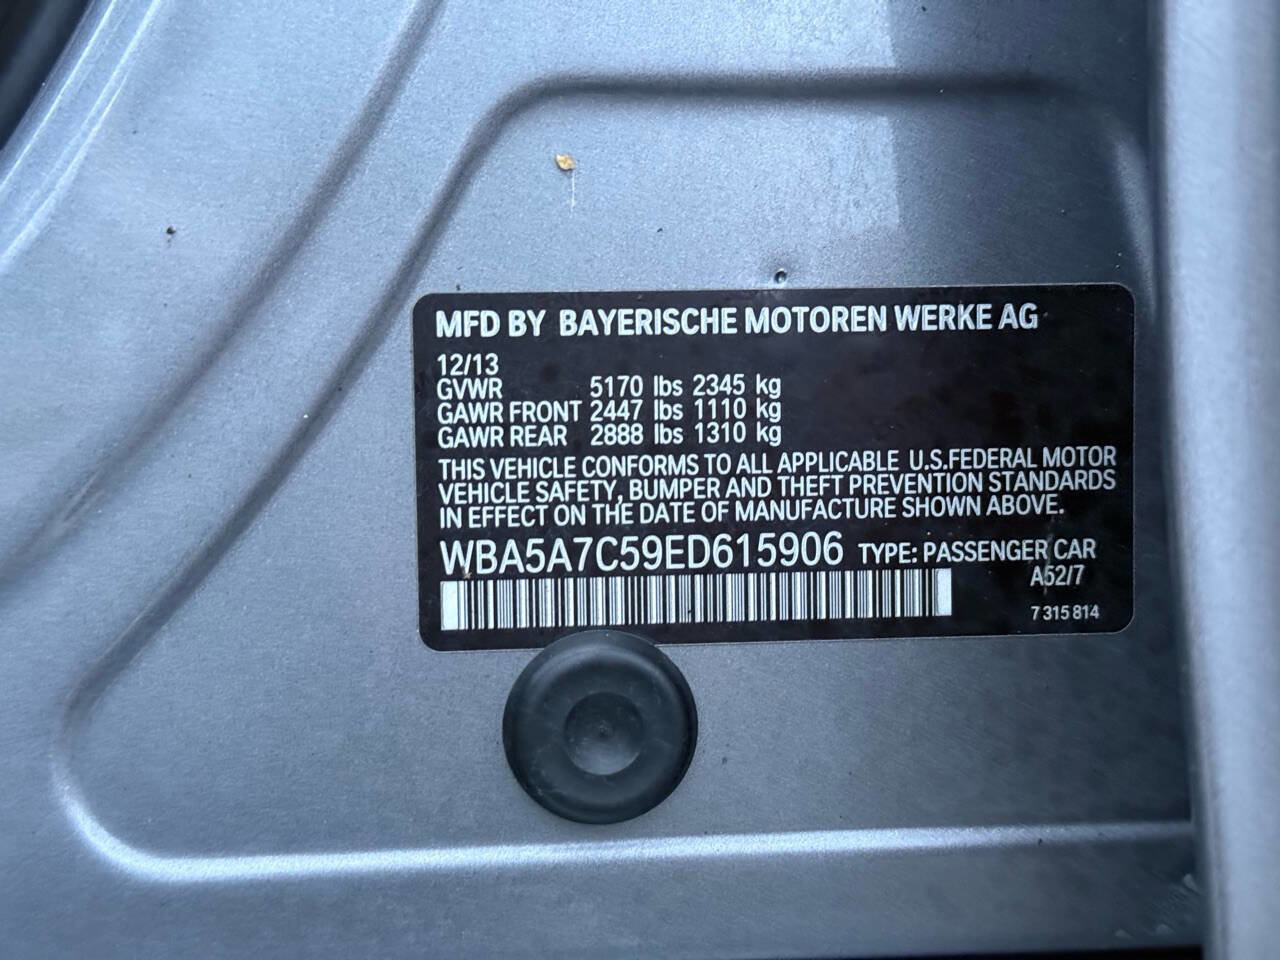 MFD BY BAYERISCHE MOTOREN WERKE AG
12/13
GVWR 5170 lbs 2345 kg
GAWR FRONT 2447 lbs 1110 kg
GAWR REAR 2888 lbs 1310 kg
THIS VEHICLE CONFORMS TO ALL APPLICABLE U.S.FEDERAL MOTOR
VEHICLE SAFETY, BUMPER AND THEFT PREVENTION STANDARDS
IN EFFECT ON THE DATE OF MANUFACTURE SHOWN ABOVE.
WBA5A7C59ED615906 TYPE: PASSENGER CAR
A52/7
7 315 814